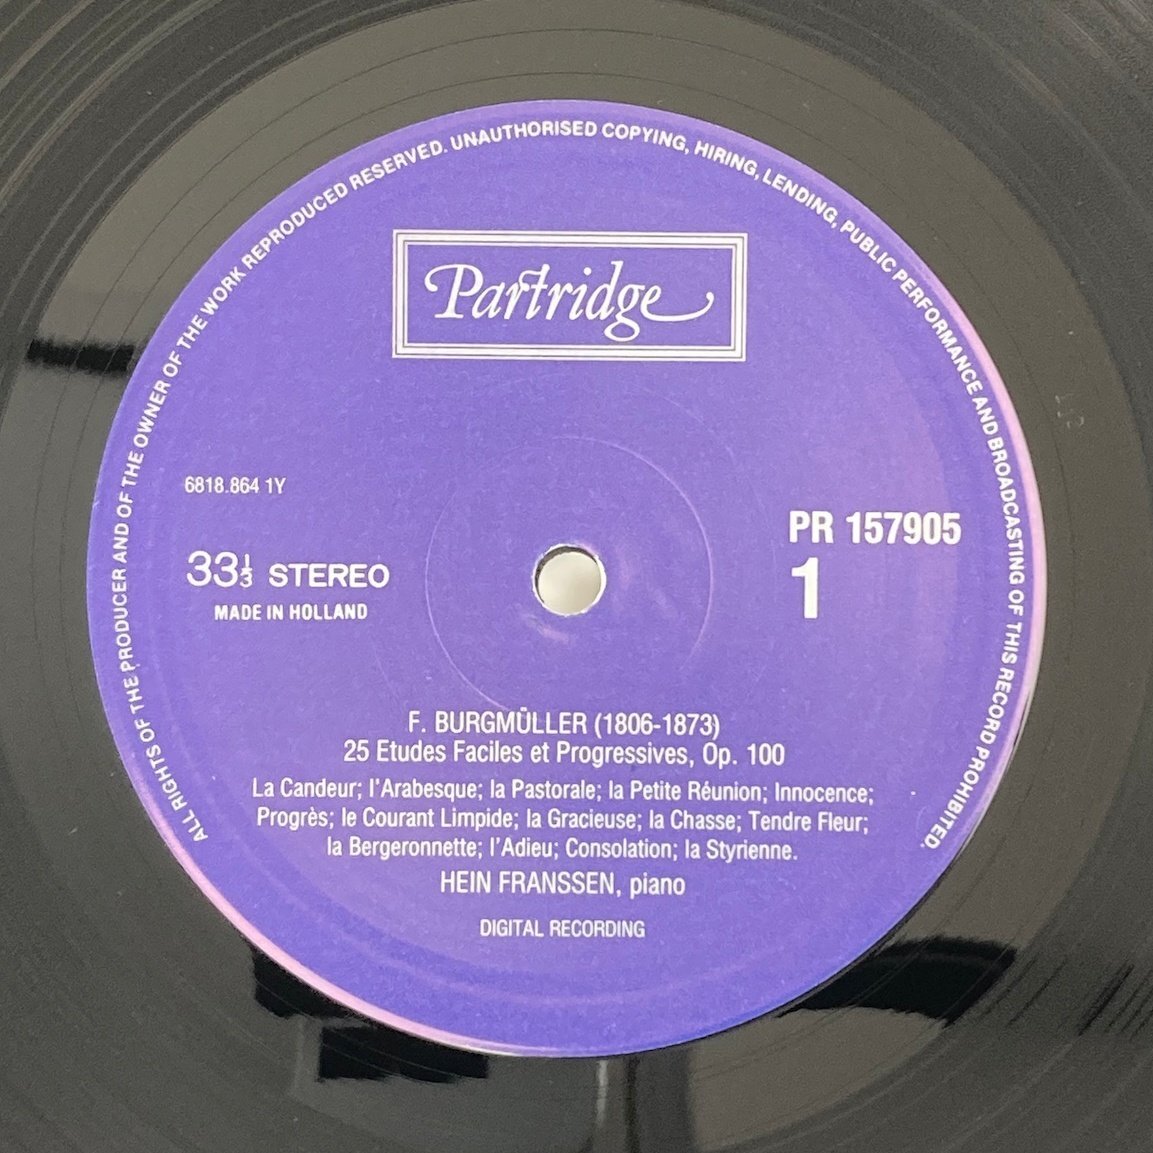 ALL RIGHTS OF THE PRODUCER AND OF THE OWNER OF THE WORK REPRODUCED RESERVED. UNAUTHORISED COPYING, HIRING, LENDING, PUBLIC PERFORMANCE AND BROADCASTING OF THIS RECORD PROHIBITED.
Partridge
6818.864 1Y
PR 157905
33⅓ STEREO
1
MADE IN HOLLAND
F. BURGMÜLLER (1806-1873)
25 Etudes Faciles et Progressives, Op. 100
La Candeur; l'Arabesque; la Pastorale; la Petite Réunion; Innocence;
Progrès; le Courant Limpide; la Gracieuse; la Chasse; Tendre Fleur;
la Bergeronnette; l'Adieu; Consolation; la Styrienne.
HEIN FRANSSEN, piano
DIGITAL RECORDING